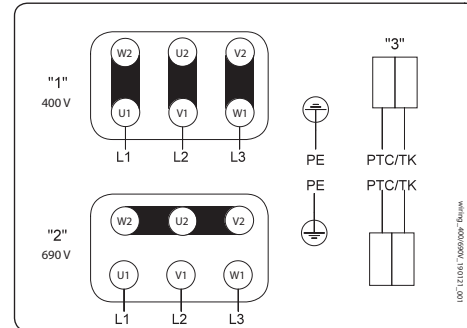 "1"
400 V
W2 U2 V2
U1 V1 W1
L1 L2 L3
"2"
690 V
W2 U2 V2
U1 V1 W1
L1 L2 L3
PE
PE
"3"
PTC/TK
PTC/TK
wiring_400/690V_190121_001